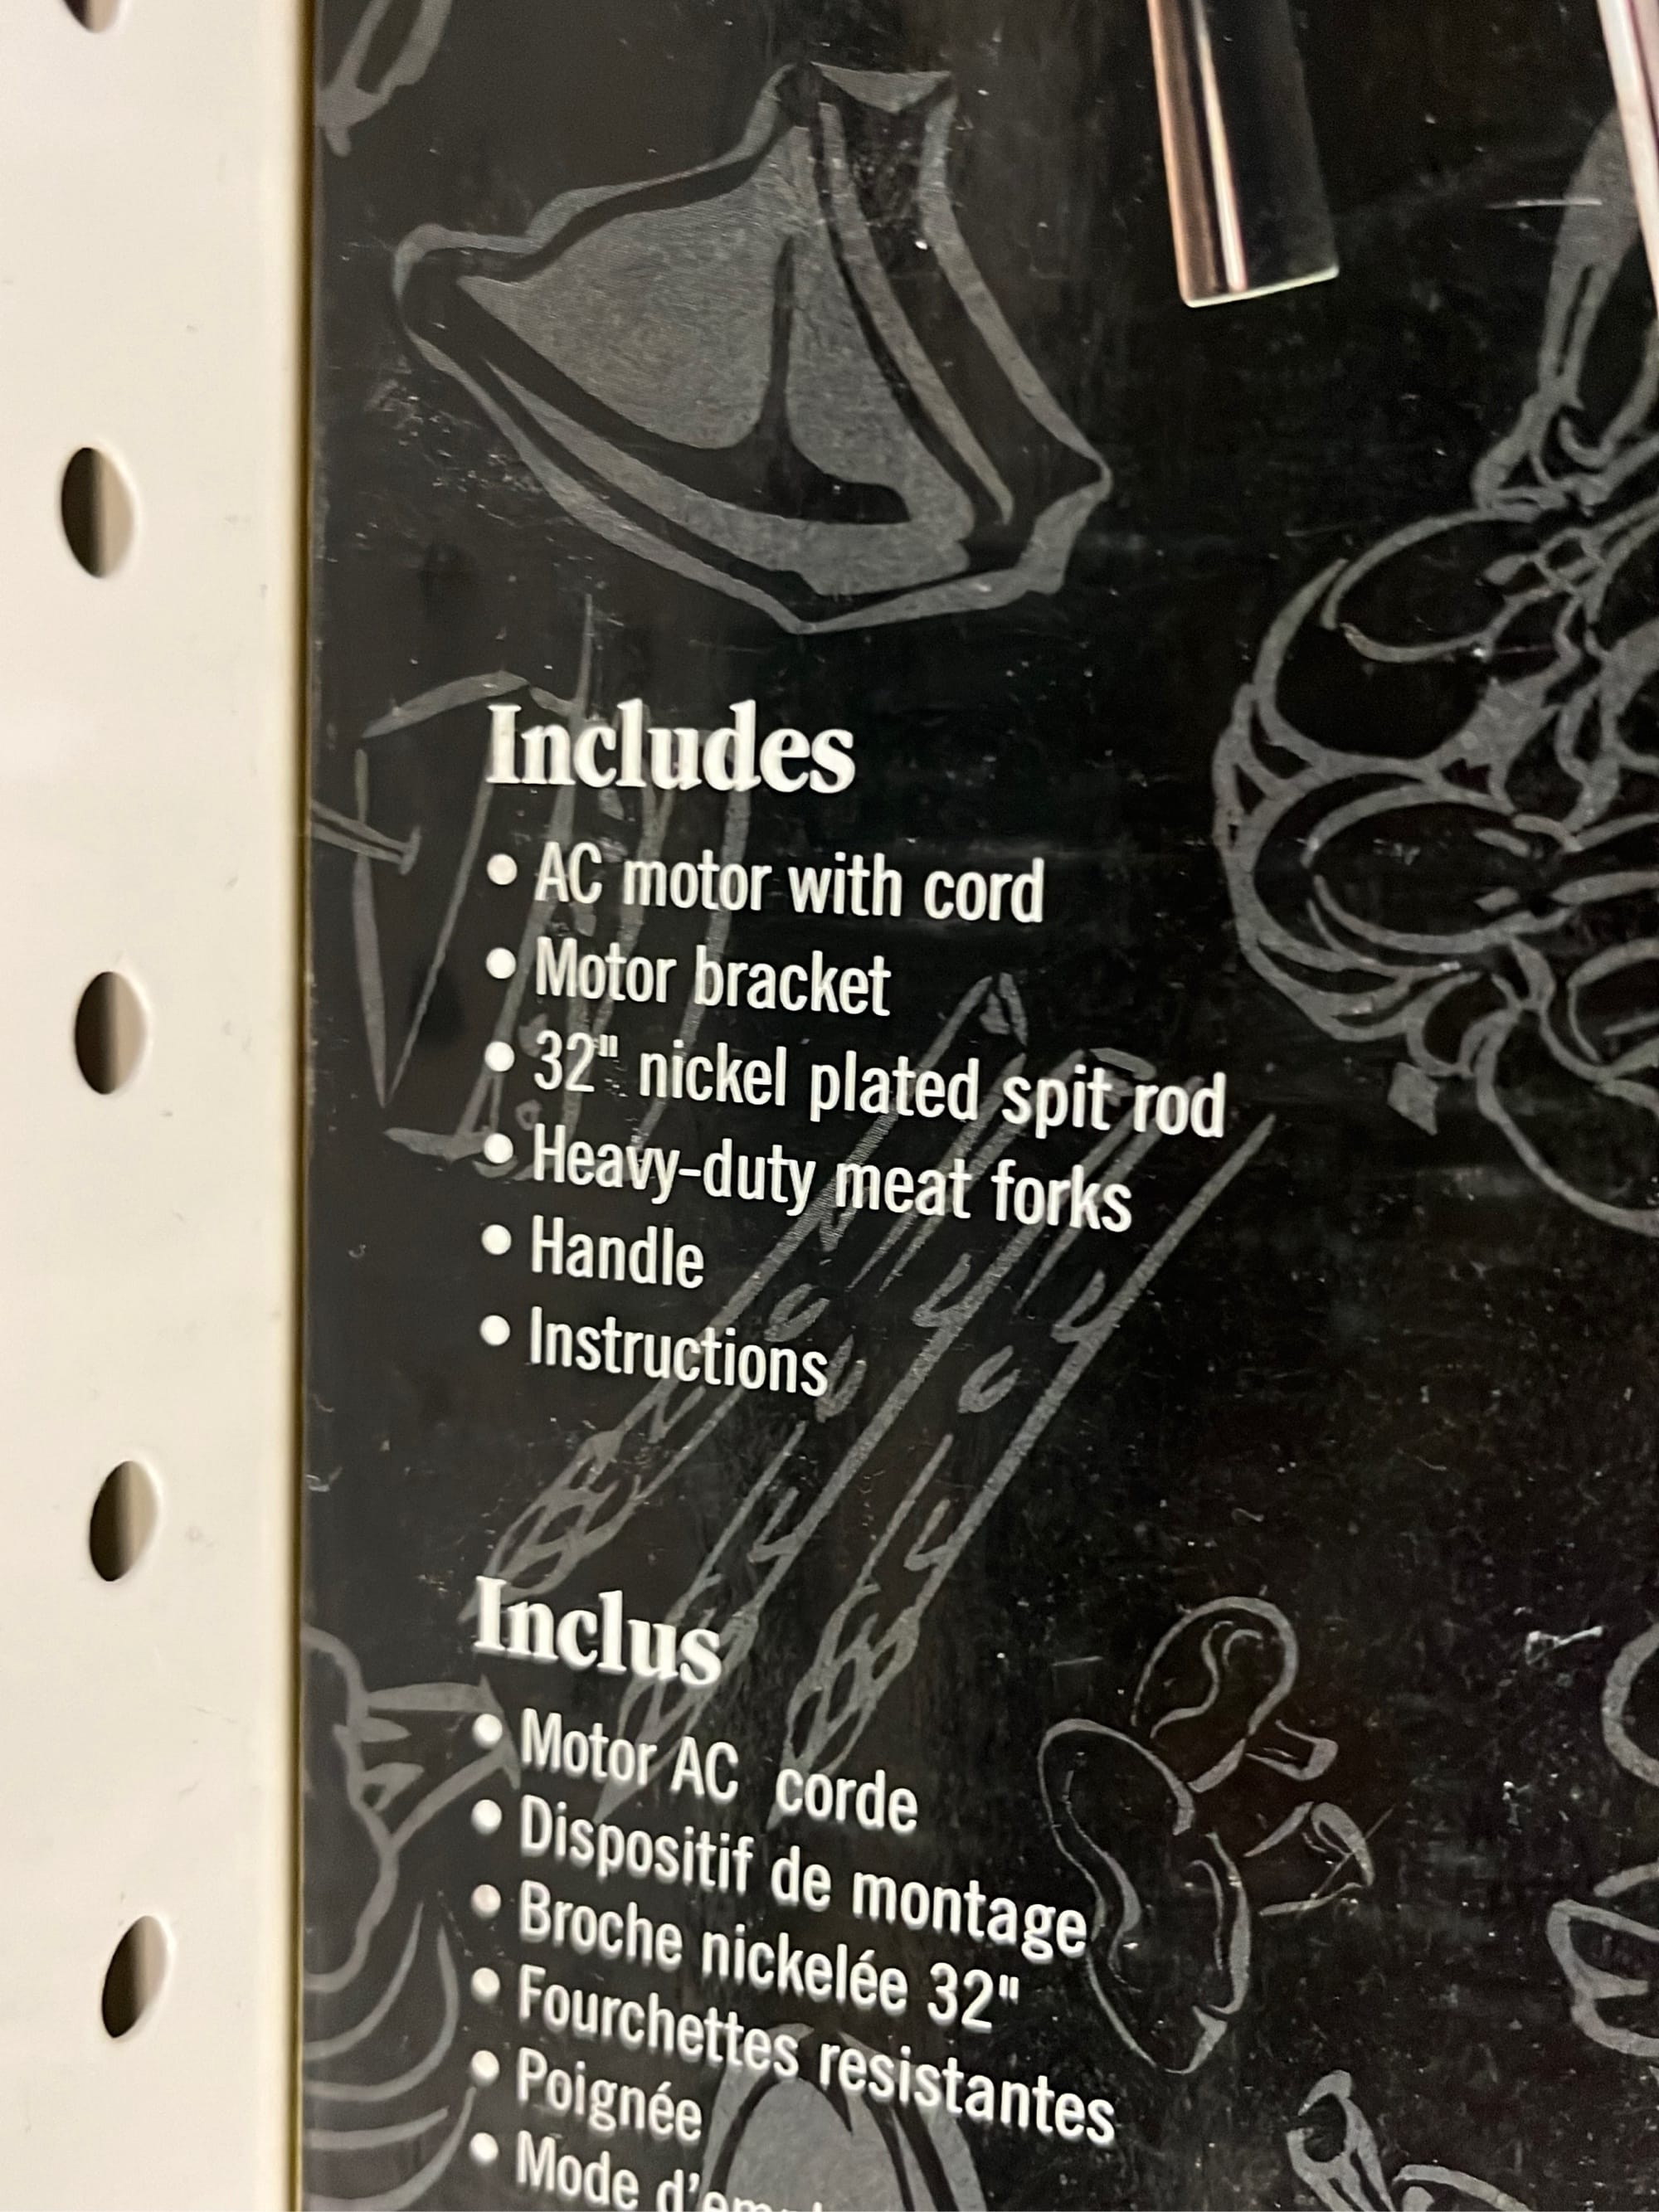 Includes
• AC motor with cord
• Motor bracket
• 32" nickel plated spit rod
• Heavy-duty meat forks
• Handle
• Instructions
Inclus
• Motor AC corde
• Dispositif de montage
• Broche nickelée 32"
• Fourchettes resistantes
• Poignée
• Mode